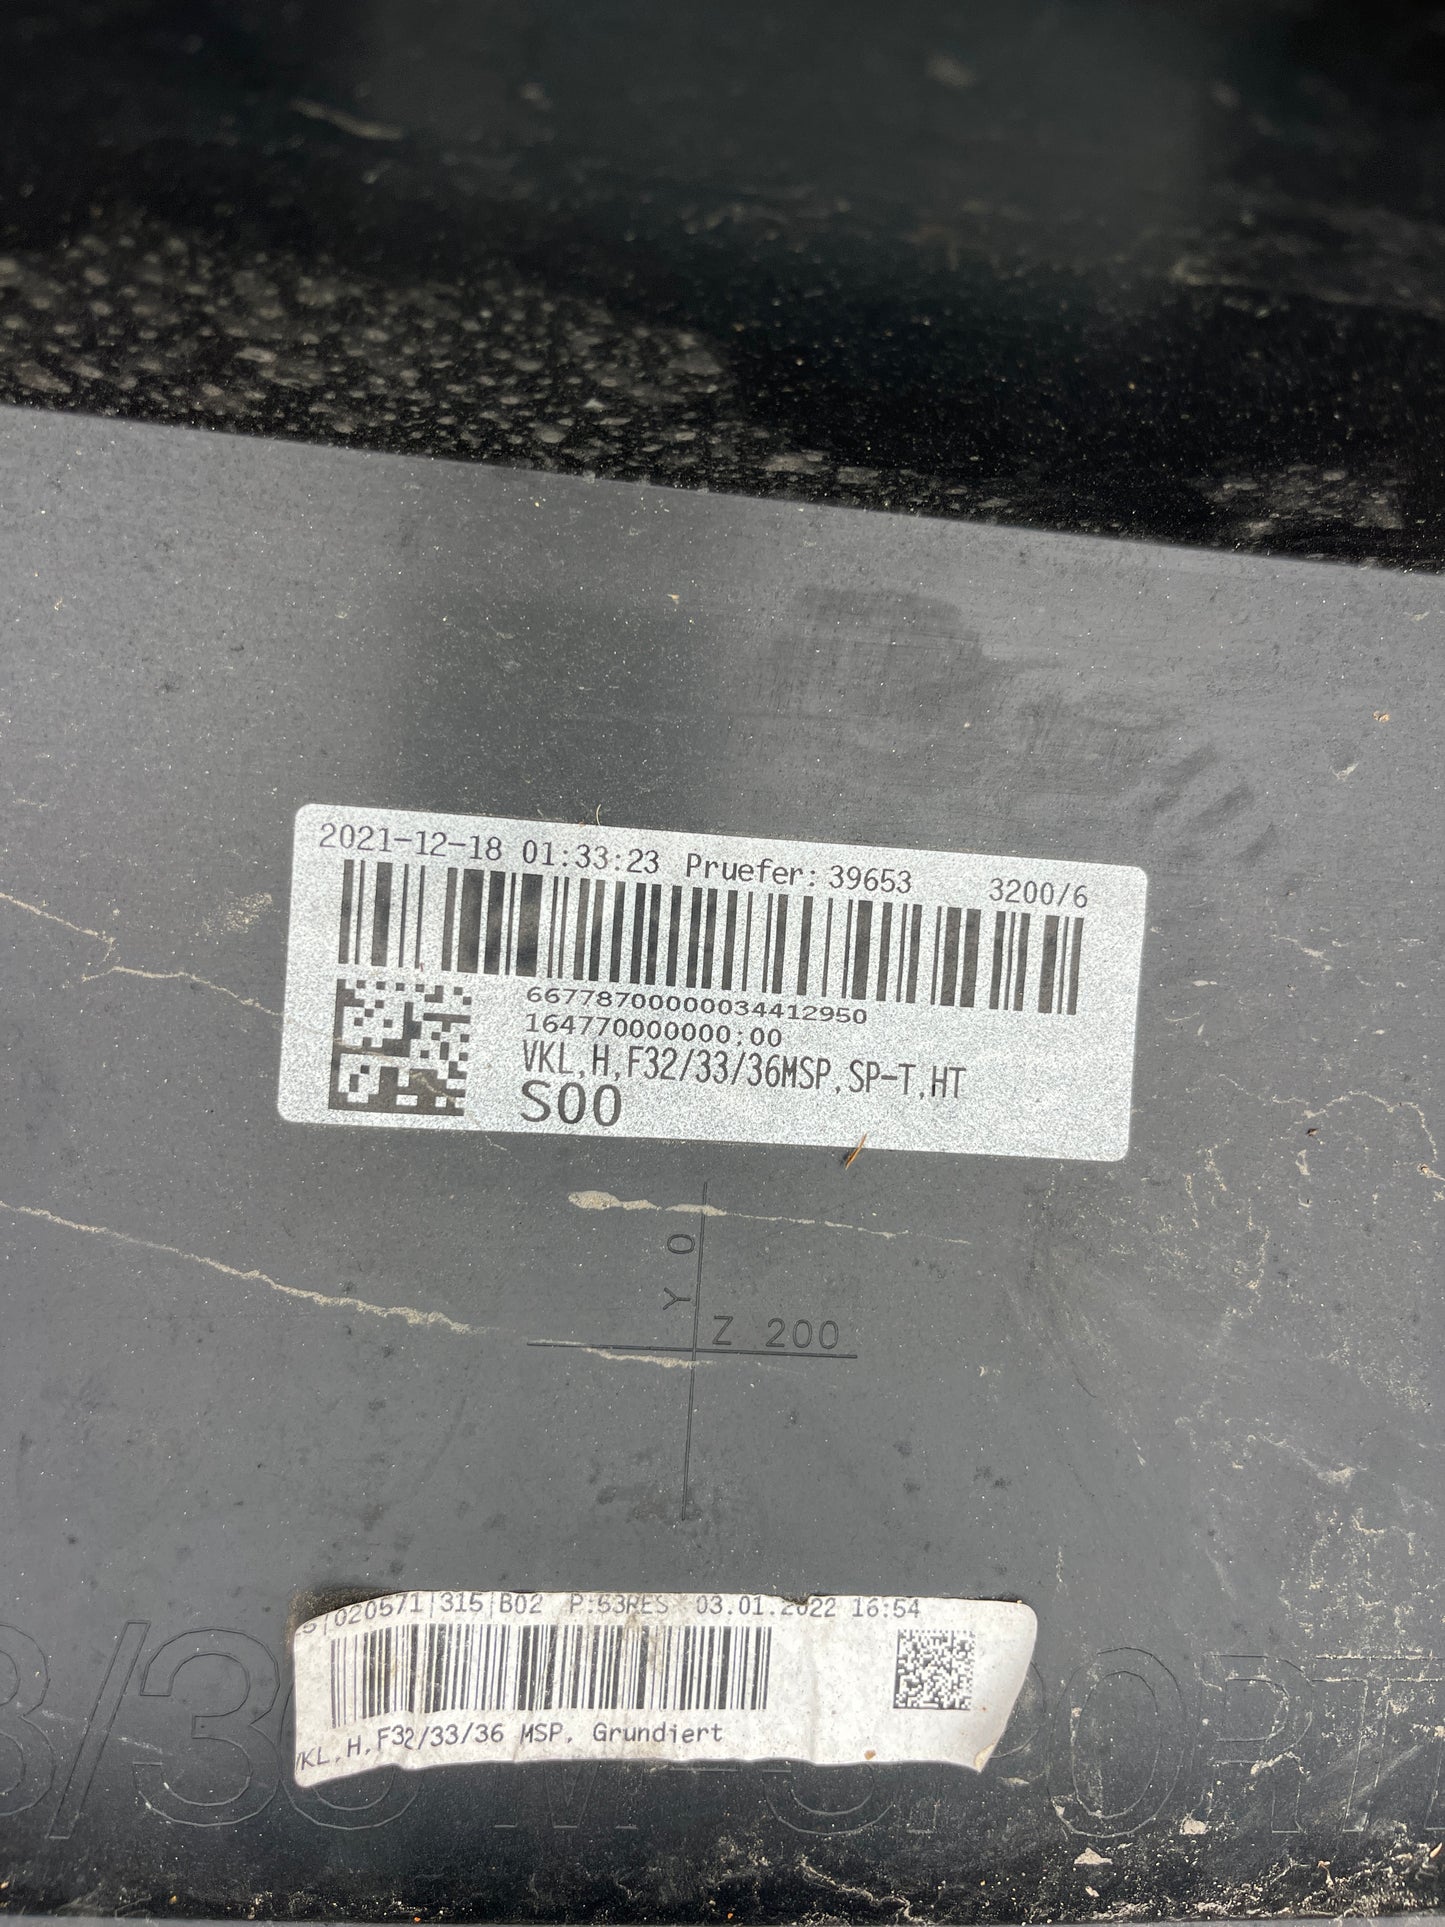 2021-12-18 01:33:23 Pruefer: 39653 3200/6
66778700000034412950
164770000000;00
VKL,H,F32/33/36MSP,SP-T,HT
S00
Y 0
Z 200
020571|315|B02 P:53RES 03.01.2022 16:54
VKL,H,F32/33/36 MSP, Grundiert